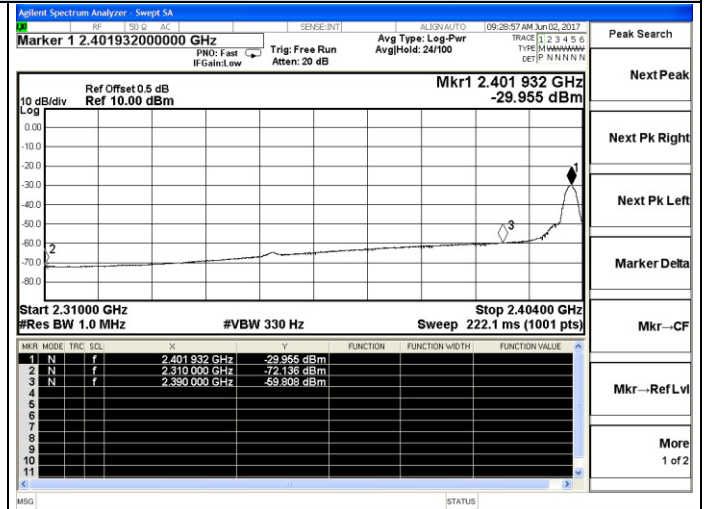 Agilent Spectrum Analyzer - Swept SA
RF 50 Ω AC SENSE:INT ALIGNAUTO 09:28:57 AM Jun 02, 2017
Marker 1 2.401932000000 GHz
PNO: Fast Trig: Free Run Avg Type: Log-Pwr TRACE 1 2 3 4 5 6
IFGain:Low Atten: 20 dB Avg|Hold: 24/100 TYPE M
DET P N N N N N
Peak Search
Next Peak
Next Pk Right
Next Pk Left
Marker Delta
Mkr→CF
Mkr→Ref Lvl
More
1 of 2
Ref Offset 0.5 dB Mkr1 2.401 932 GHz
10 dB/div Ref 10.00 dBm -29.955 dBm
Log
0.00
-10.0
-20.0
-30.0
-40.0
-50.0
-60.0
-70.0
-80.0
1
2
3
Start 2.31000 GHz Stop 2.40400 GHz
#Res BW 1.0 MHz #VBW 330 Hz Sweep 222.1 ms (1001 pts)
MKR MODE TRC SCL X Y FUNCTION FUNCTION WIDTH FUNCTION VALUE
1 N f 2.401 932 GHz -29.955 dBm
2 N f 2.310 000 GHz -72.136 dBm
3 N f 2.390 000 GHz -59.808 dBm
4
5
6
7
8
9
10
11
MSG STATUS